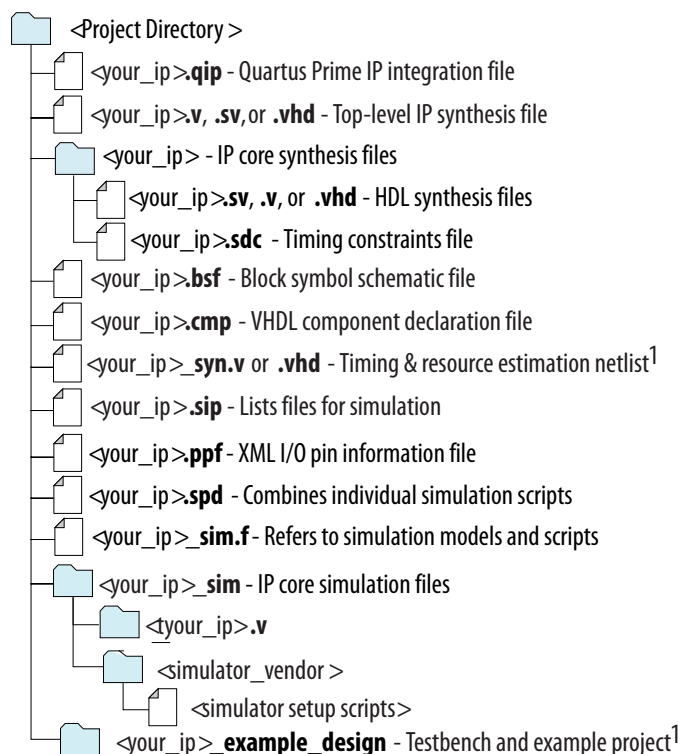 <Project Directory >
<your_ip>.qip - Quartus Prime IP integration file
<your_ip>.v, .sv, or .vhd - Top-level IP synthesis file
<your_ip> - IP core synthesis files
<your_ip>.sv, .v, or .vhd - HDL synthesis files
<your_ip>.sdc - Timing constraints file
<your_ip>.bsf - Block symbol schematic file
<your_ip>.cmp - VHDL component declaration file
<your_ip>_syn.v or .vhd - Timing & resource estimation netlist1
<your_ip>.sip - Lists files for simulation
<your_ip>.ppf - XML I/O pin information file
<your_ip>.spd - Combines individual simulation scripts
<your_ip>_sim.f - Refers to simulation models and scripts
<your_ip>_sim - IP core simulation files
<tyour_ip>.v
<simulator_vendor >
<simulator setup scripts>
<your_ip>_example_design - Testbench and example project1